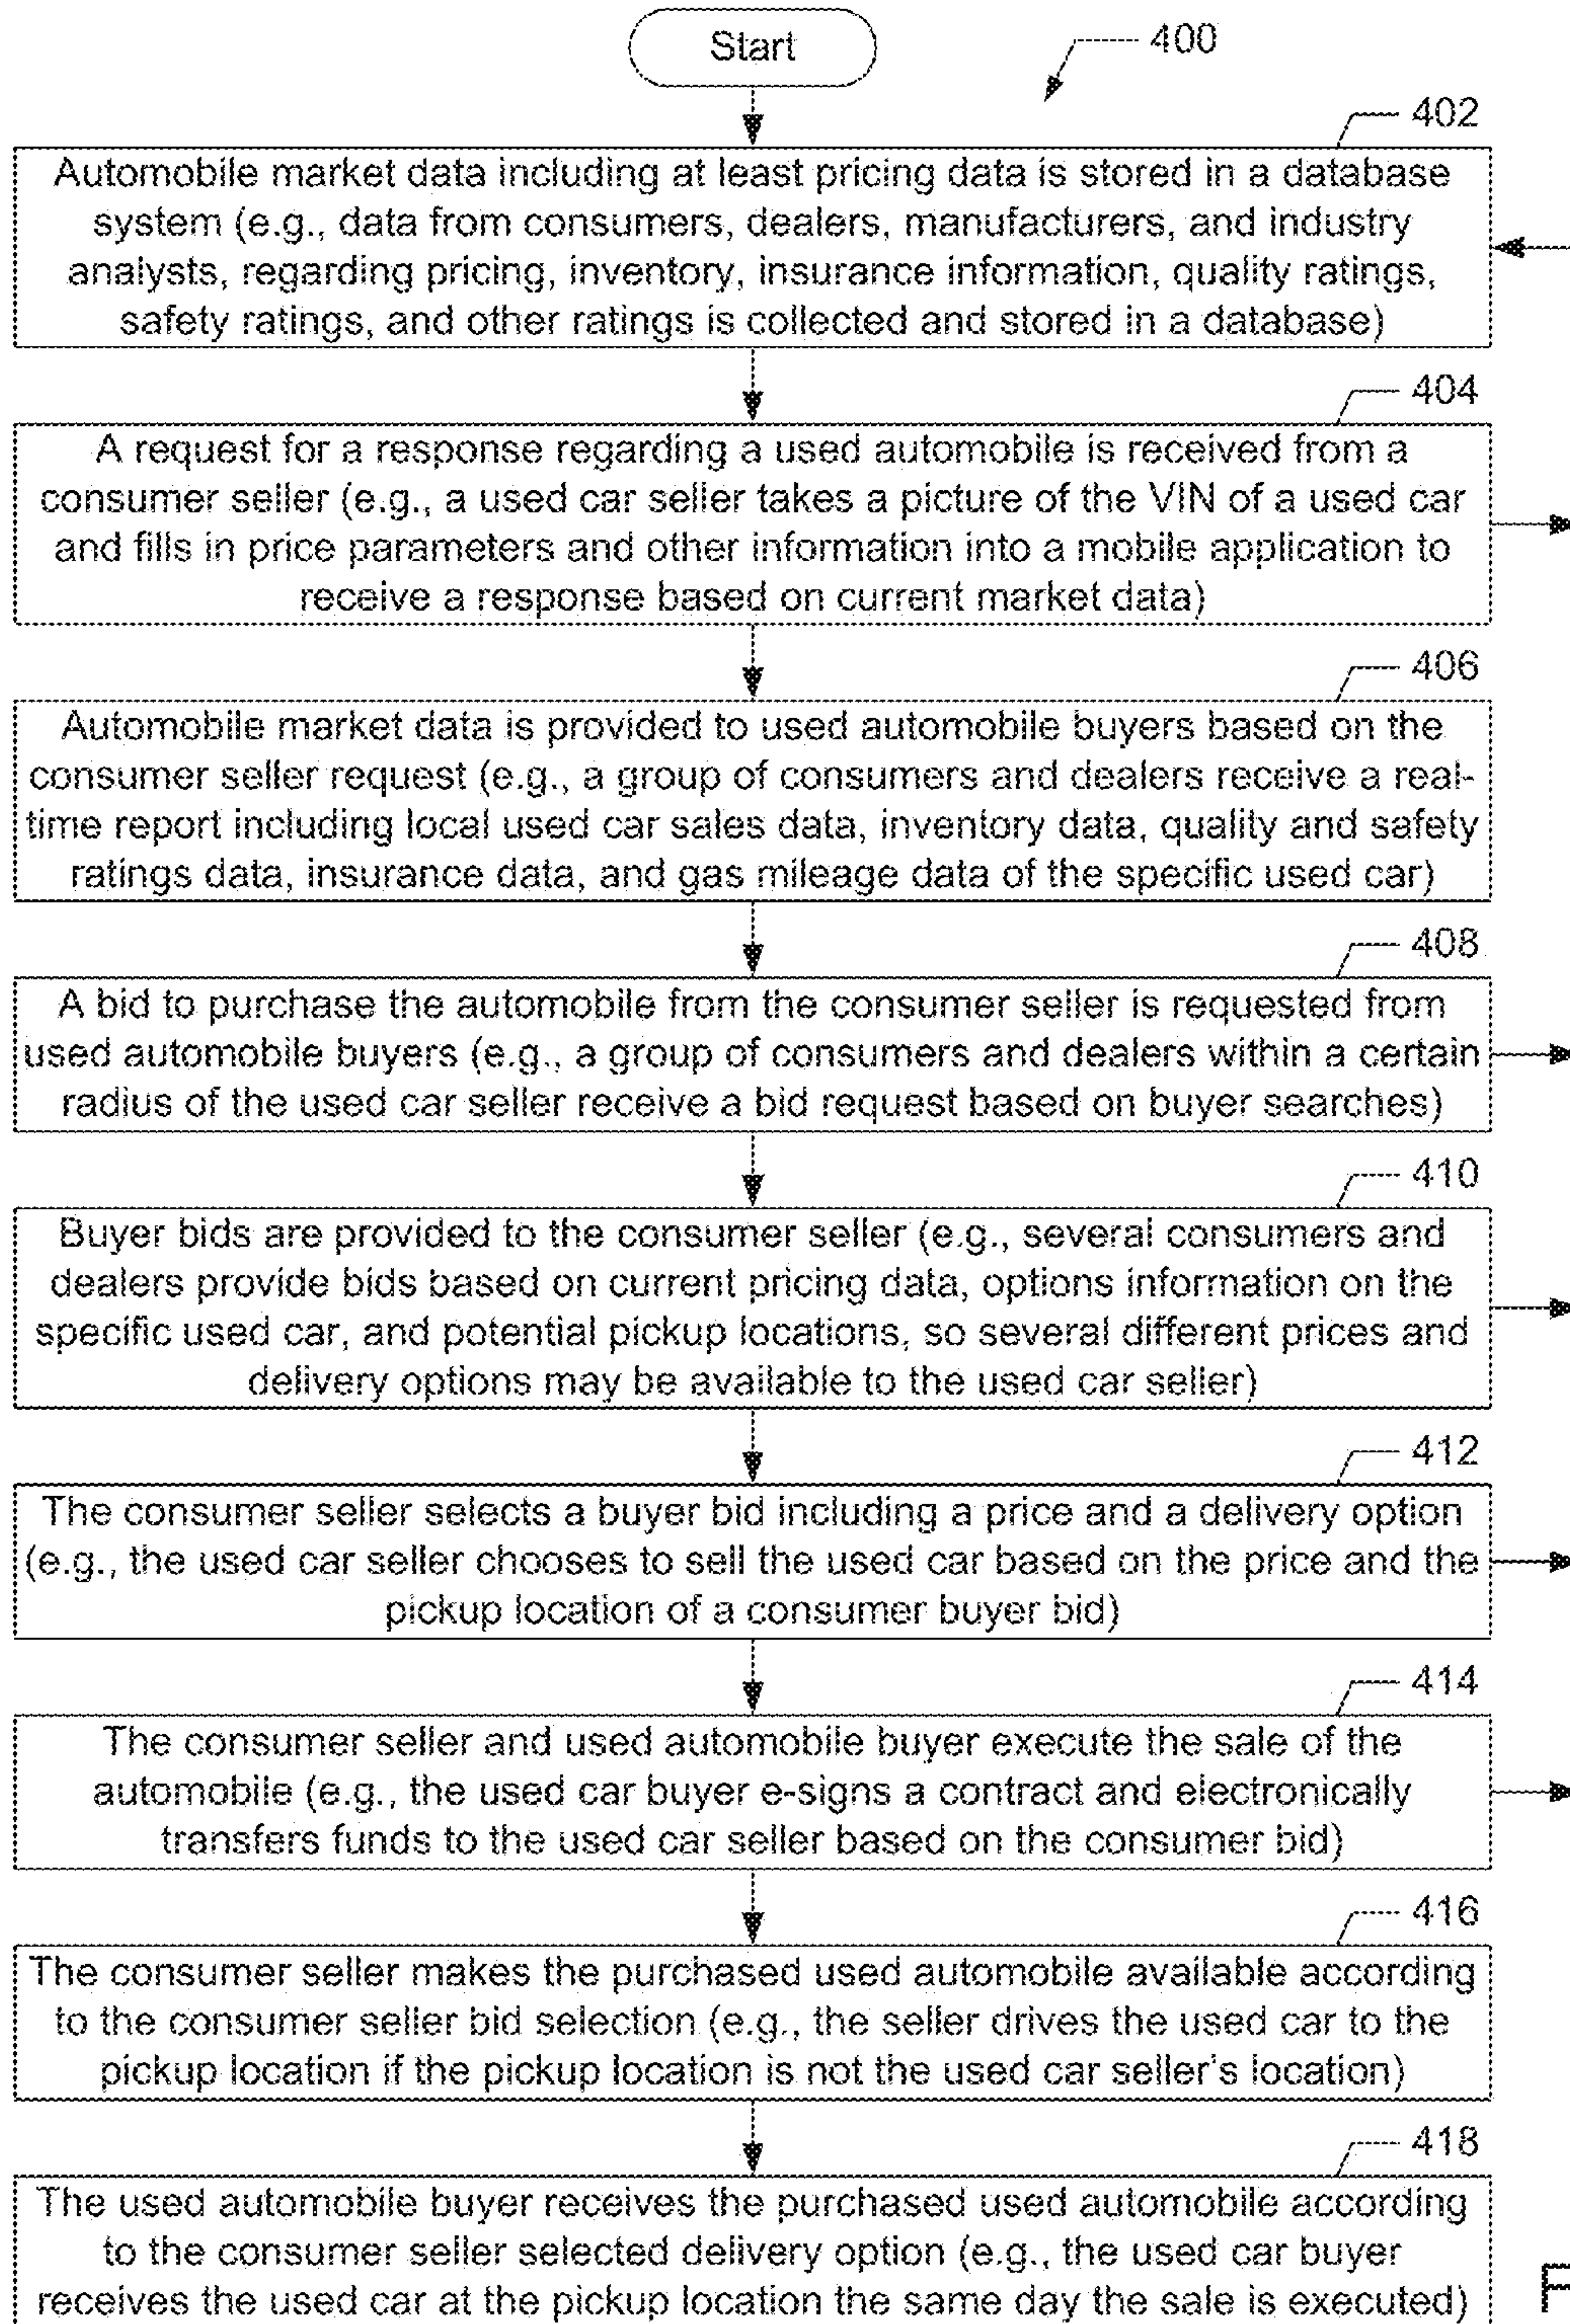 Start
400
402
Automobile market data including at least pricing data is stored in a database
system (e.g., data from consumers, dealers, manufacturers, and industry
analysts, regarding pricing, inventory, insurance information, quality ratings,
safety ratings, and other ratings is collected and stored in a database)
404
A request for a response regarding a used automobile is received from a
consumer seller (e.g., a used car seller takes a picture of the VIN of a used car
and fills in price parameters and other information into a mobile application to
receive a response based on current market data)
406
Automobile market data is provided to used automobile buyers based on the
consumer seller request (e.g., a group of consumers and dealers receive a real-
time report including local used car sales data, inventory data, quality and safety
ratings data, insurance data, and gas mileage data of the specific used car)
408
A bid to purchase the automobile from the consumer seller is requested from
used automobile buyers (e.g., a group of consumers and dealers within a certain
radius of the used car seller receive a bid request based on buyer searches)
410
Buyer bids are provided to the consumer seller (e.g., several consumers and
dealers provide bids based on current pricing data, options information on the
specific used car, and potential pickup locations, so several different prices and
delivery options may be available to the used car seller)
412
The consumer seller selects a buyer bid including a price and a delivery option
(e.g., the used car seller chooses to sell the used car based on the price and the
pickup location of a consumer buyer bid)
414
The consumer seller and used automobile buyer execute the sale of the
automobile (e.g., the used car buyer e-signs a contract and electronically
transfers funds to the used car seller based on the consumer bid)
416
The consumer seller makes the purchased used automobile available according
to the consumer seller bid selection (e.g., the seller drives the used car to the
pickup location if the pickup location is not the used car seller's location)
418
The used automobile buyer receives the purchased used automobile according
to the consumer seller selected delivery option (e.g., the used car buyer
receives the used car at the pickup location the same day the sale is executed)